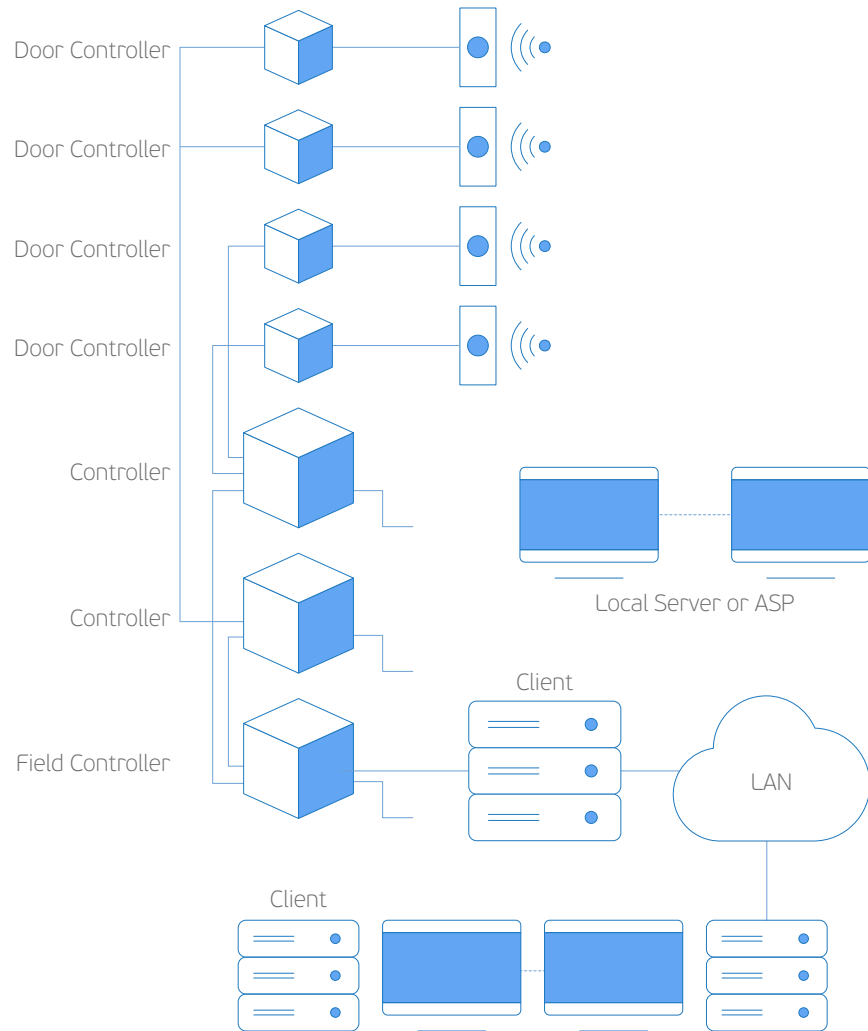 Door Controller
Door Controller
Door Controller
Door Controller
Controller
Local Server or ASP
Controller
Client
Field Controller
LAN
Client